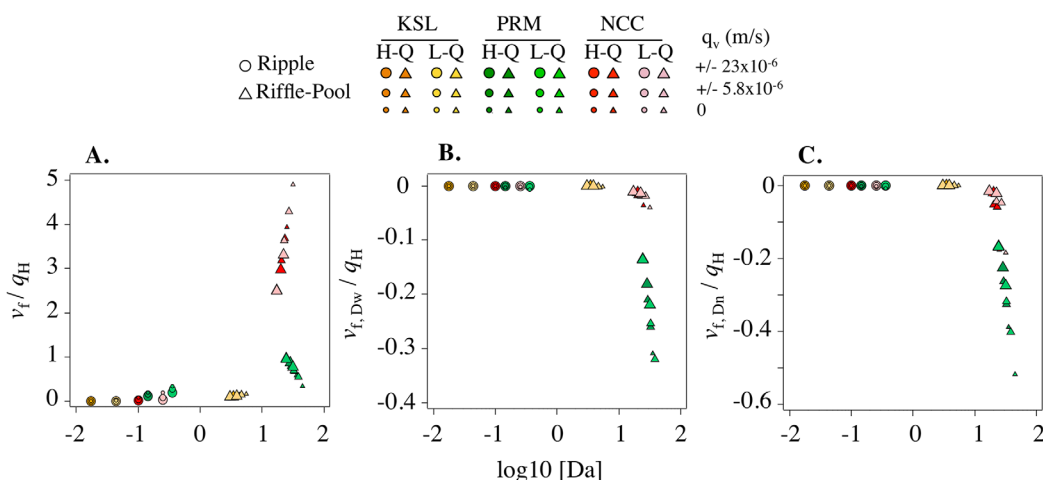 KSL PRM NCC
H-Q L-Q H-Q L-Q H-Q L-Q q_v (m/s)
Ripple +/- 23x10^-6
Riffle-Pool +/- 5.8x10^-6
0
A. B. C.
v_f / q_H
5
4
3
2
1
0
-2 -1 0 1 2
v_f, Dw / q_H
0
-0.1
-0.2
-0.3
-0.4
-2 -1 0 1 2
v_f, Dn / q_H
0
-0.2
-0.4
-0.6
-2 -1 0 1 2
log10 [Da]